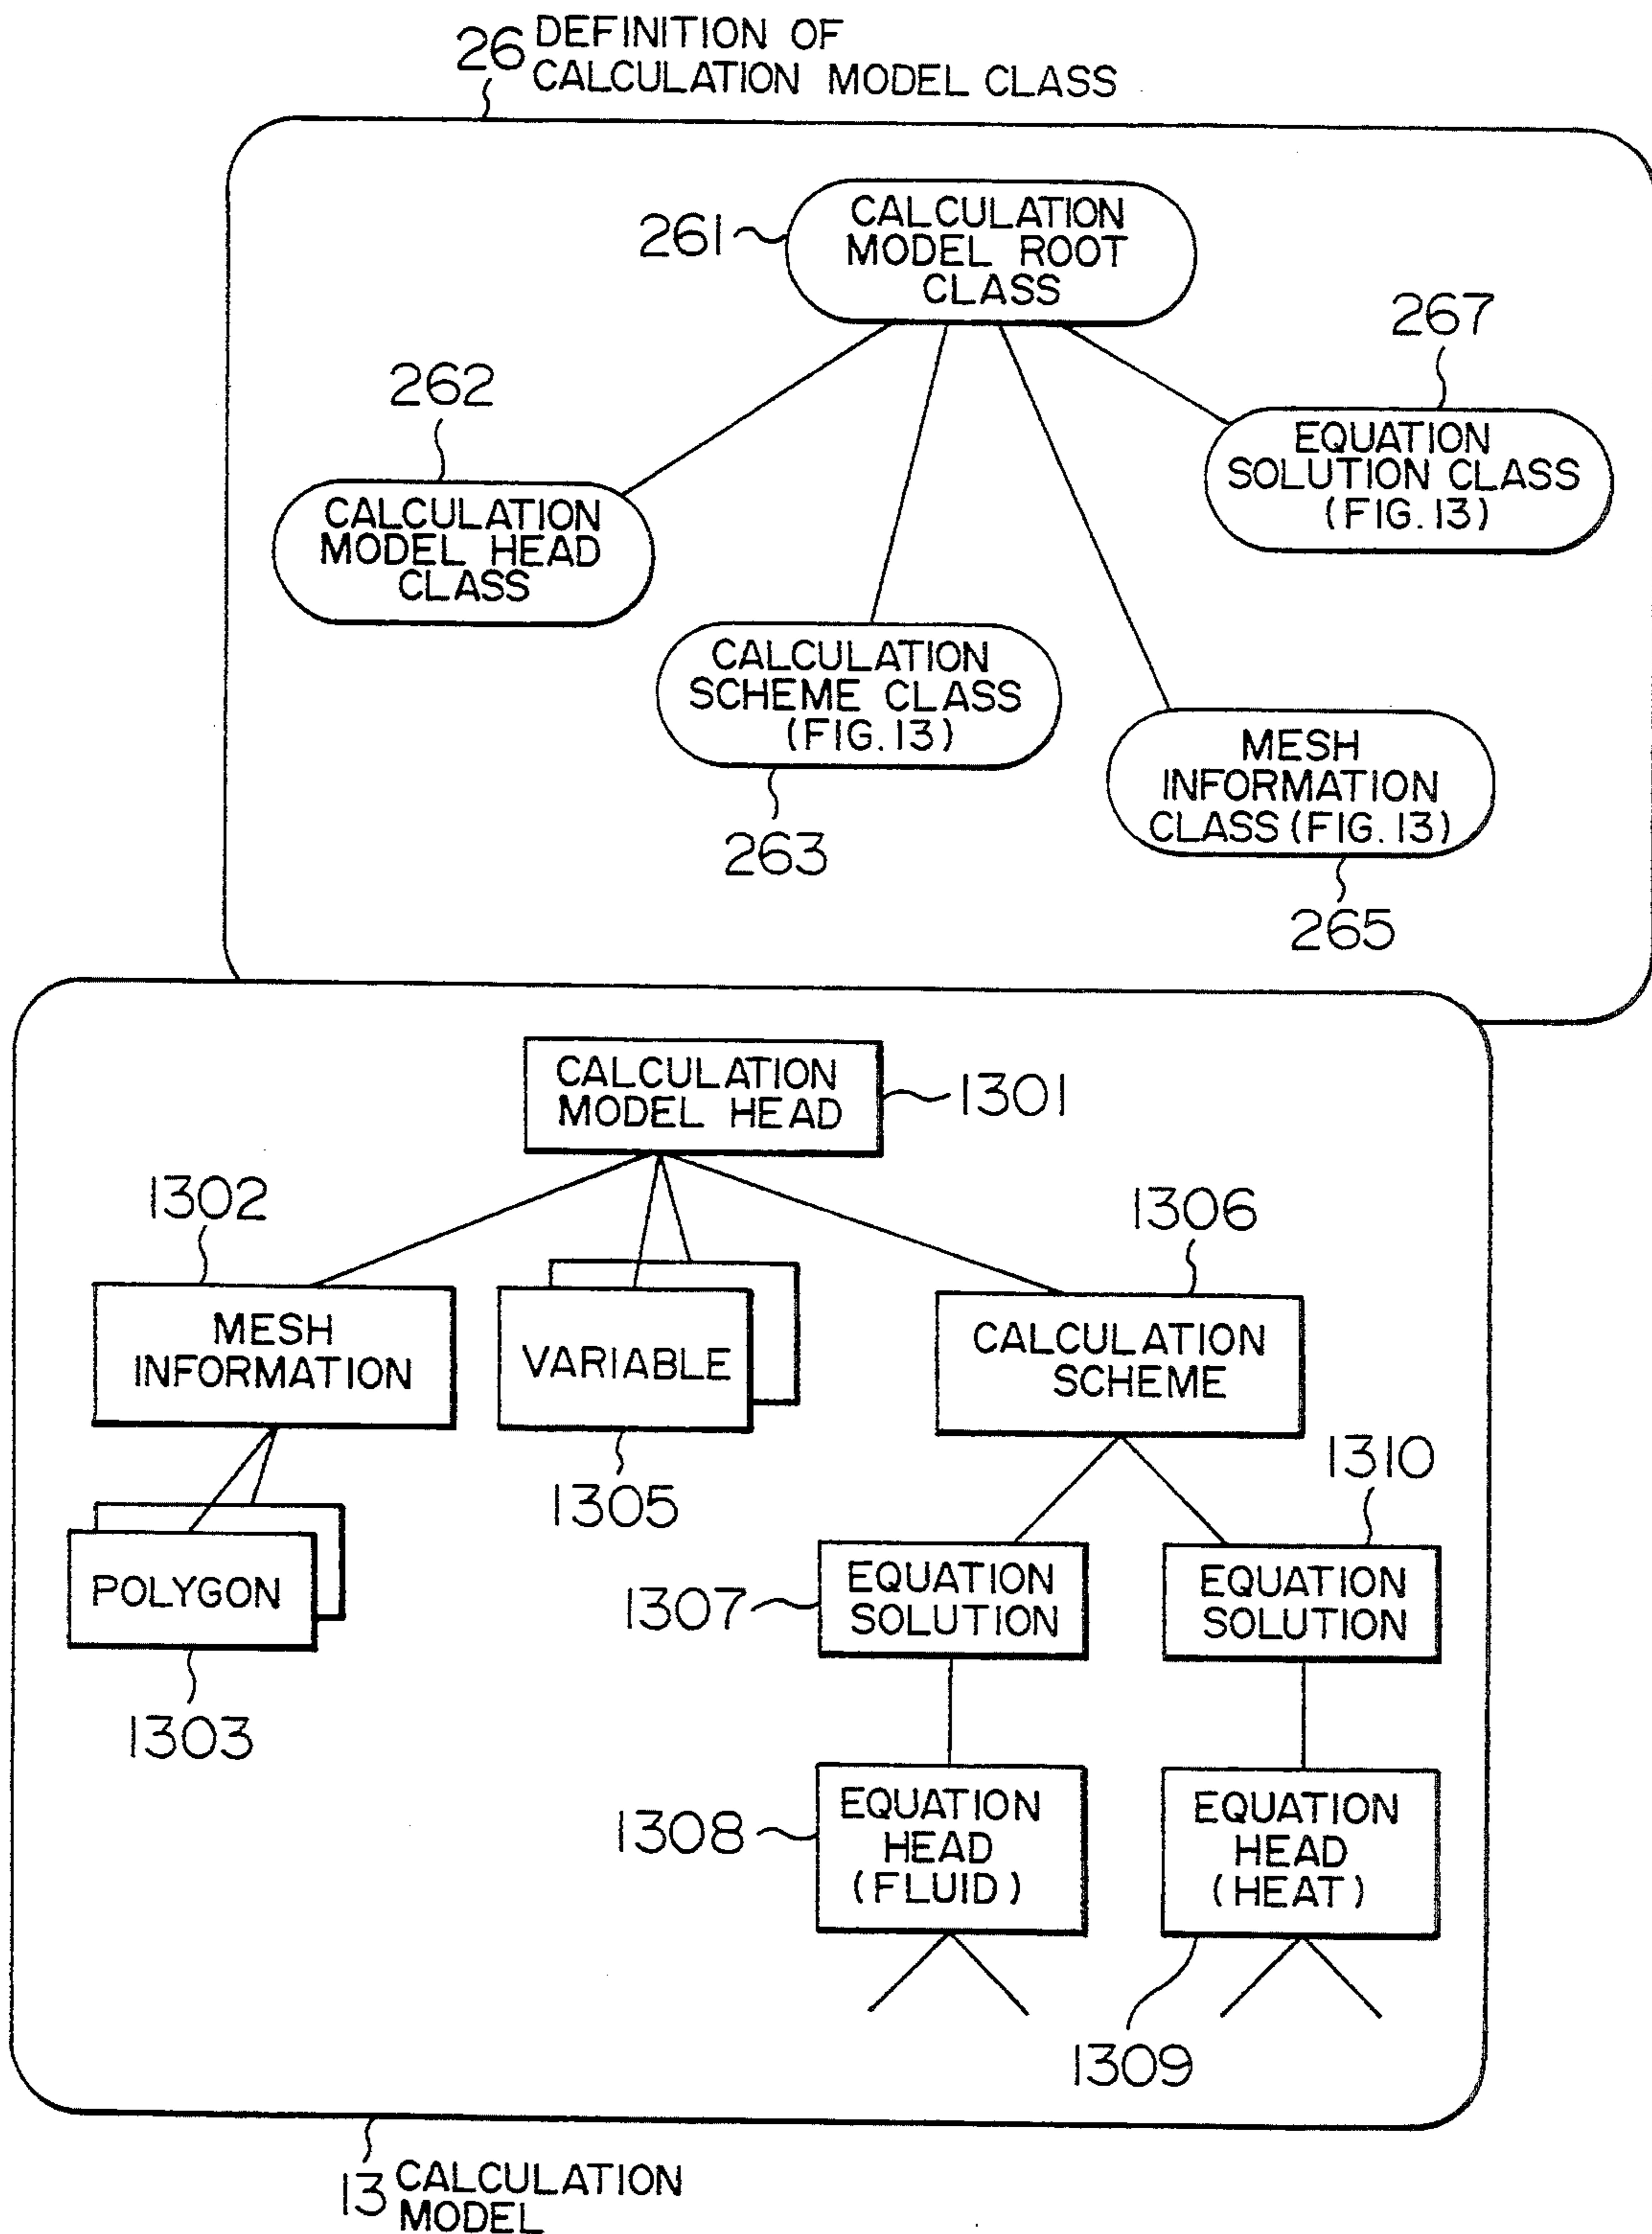 26 DEFINITION OF
CALCULATION MODEL CLASS
261
CALCULATION
MODEL ROOT
CLASS
267
262
EQUATION
SOLUTION CLASS
(FIG. 13)
CALCULATION
MODEL HEAD
CLASS
CALCULATION
SCHEME CLASS
(FIG. 13)
MESH
INFORMATION
CLASS (FIG. 13)
263
265
CALCULATION
MODEL HEAD
1301
1302
1306
MESH
INFORMATION
VARIABLE
CALCULATION
SCHEME
1305
1310
POLYGON
1303
1307
EQUATION
SOLUTION
EQUATION
SOLUTION
1308
EQUATION
HEAD
(FLUID)
EQUATION
HEAD
(HEAT)
1309
13 CALCULATION
MODEL